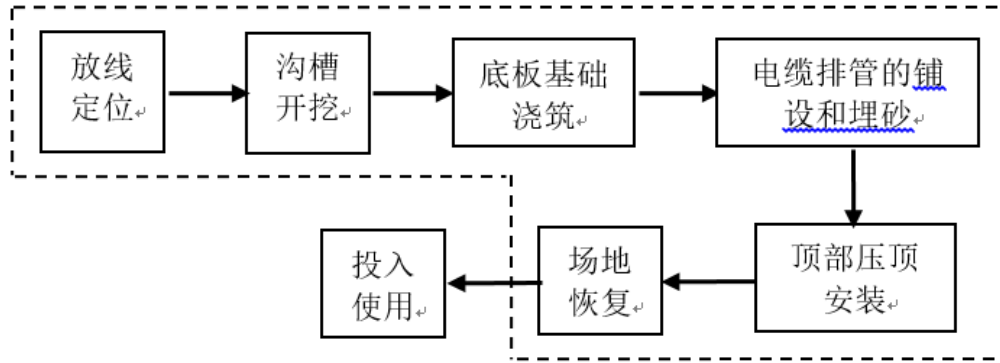 放线
定位
沟槽
开挖
底板基础
浇筑
电缆排管的铺
设和埋砂
顶部压顶
安装
场地
恢复
投入
使用